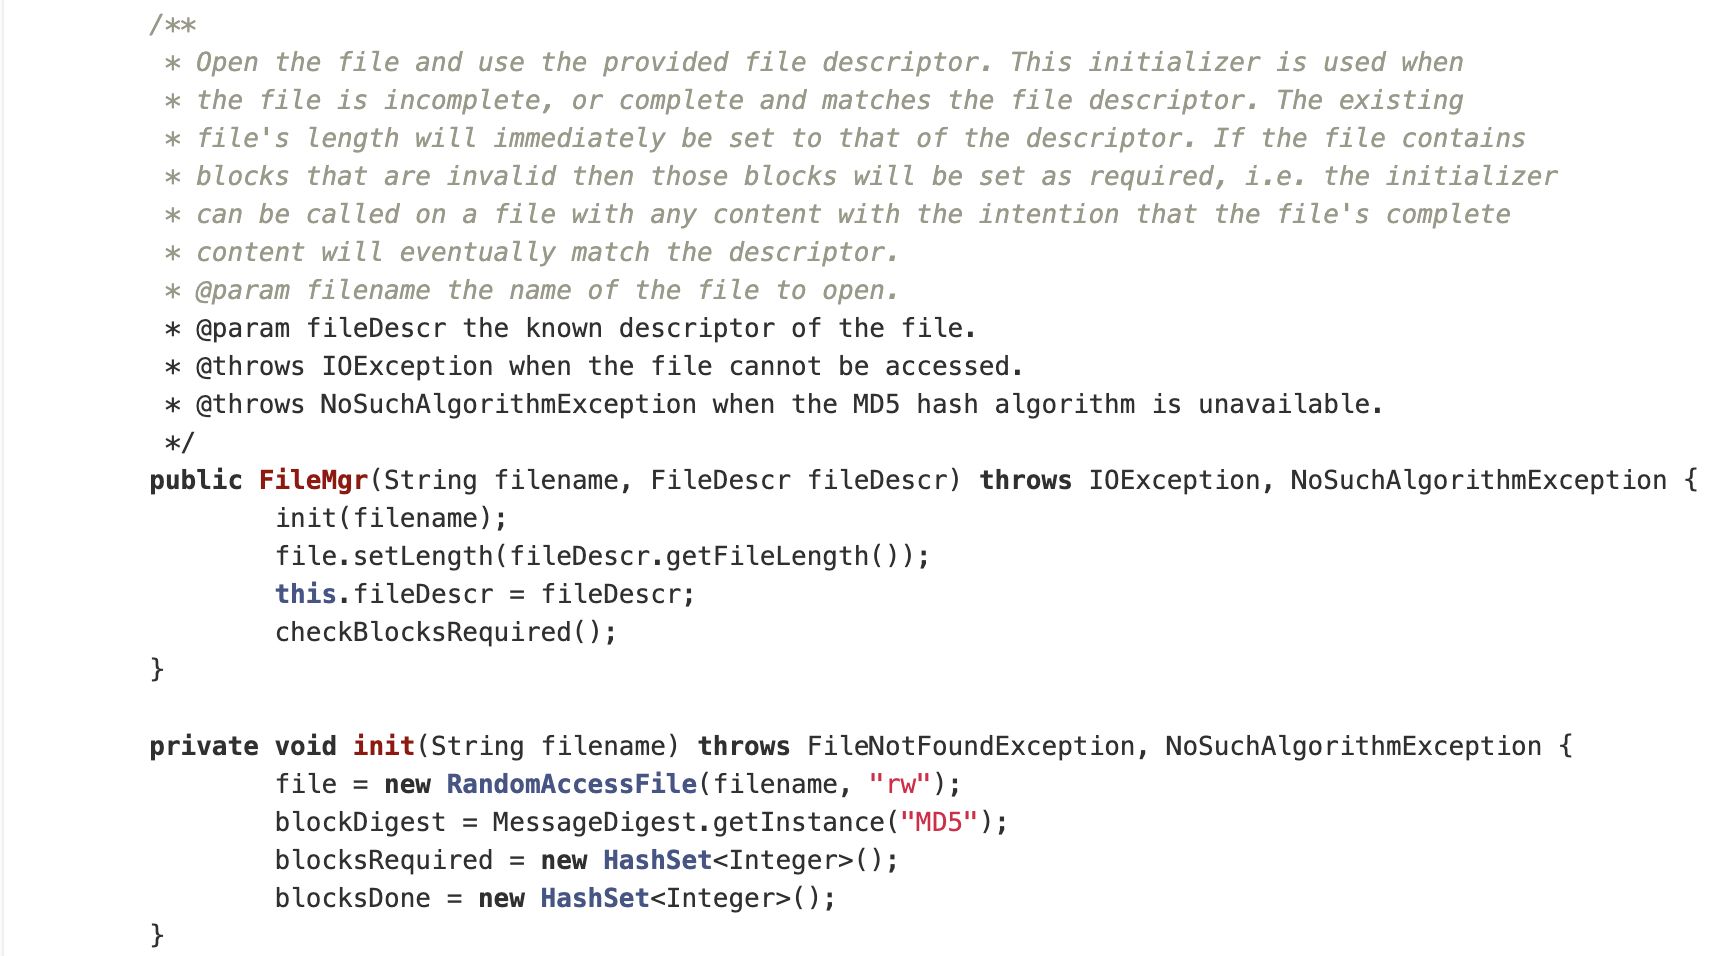 /**
* Open the file and use the provided file descriptor. This initializer is used when
* the file is incomplete, or complete and matches the file descriptor. The existing
* file's length will immediately be set to that of the descriptor. If the file contains
* blocks that are invalid then those blocks will be set as required, i.e. the initializer
* can be called on a file with any content with the intention that the file's complete
* content will eventually match the descriptor.
* @param filename the name of the file to open.
* @param fileDescr the known descriptor of the file.
* @throws IOException when the file cannot be accessed.
* @throws NoSuchAlgorithmException when the MD5 hash algorithm is unavailable.
*/
public FileMgr(String filename, FileDescr fileDescr) throws IOException, NoSuchAlgorithmException {
init(filename);
file.setLength(fileDescr.getFileLength());
this.fileDescr = fileDescr;
checkBlocksRequired();
}
private void init(String filename) throws FileNotFoundException, NoSuchAlgorithmException {
file = new RandomAccessFile(filename, "rw");
blockDigest = MessageDigest.getInstance("MD5");
blocksRequired = new HashSet<Integer>();
blocksDone = new HashSet<Integer>();
}